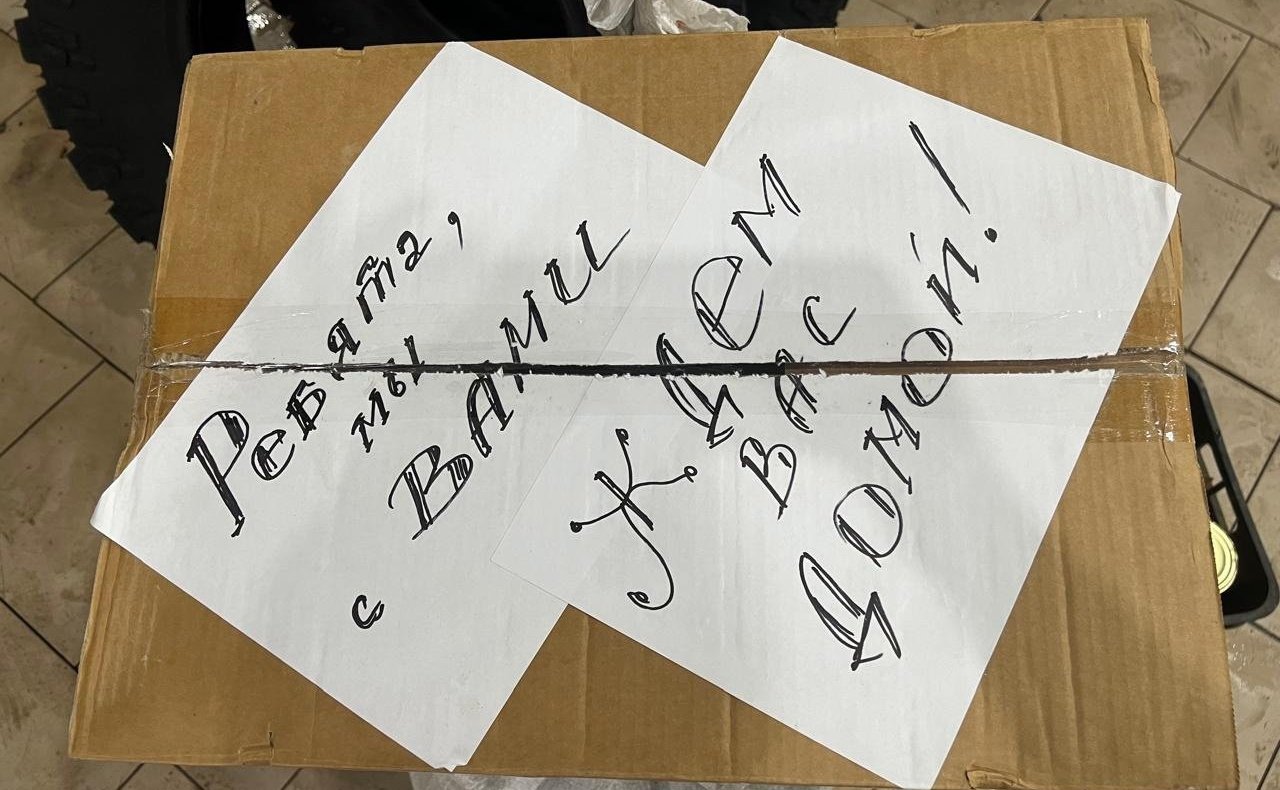 Ребята,
мы
с Вами
Ждем
вас
домой!